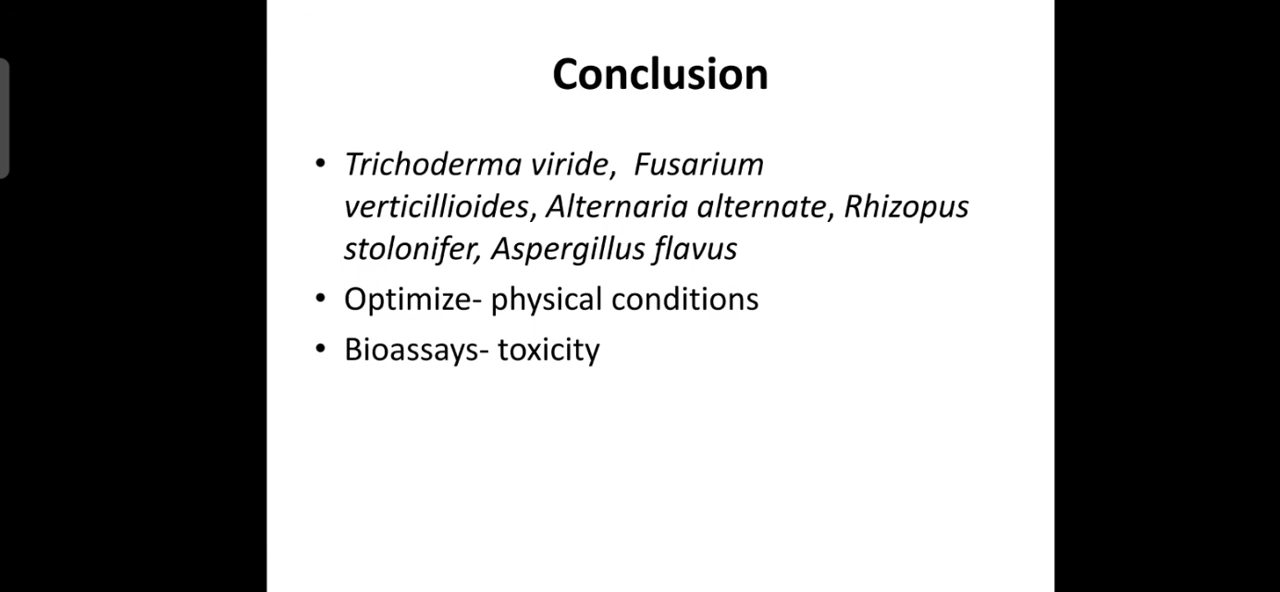 Conclusion
• Trichoderma viride, Fusarium
verticillioides, Alternaria alternate, Rhizopus
stolonifer, Aspergillus flavus
• Optimize- physical conditions
• Bioassays- toxicity